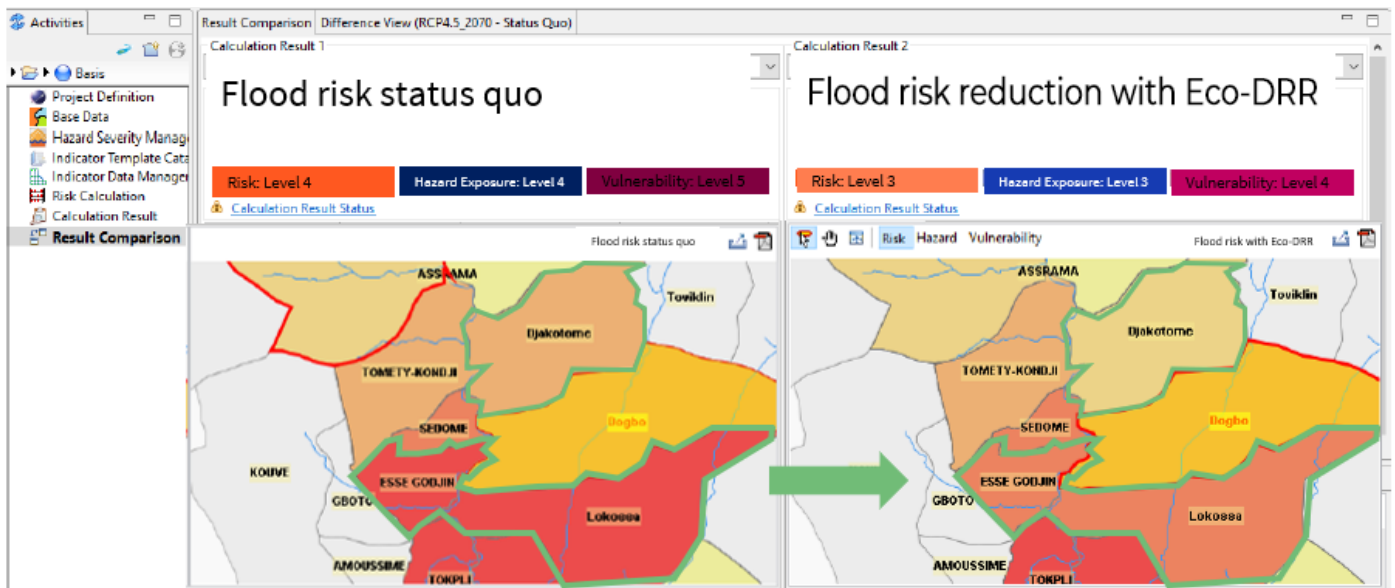 Activities
Basis
Project Definition
Base Data
Hazard Severity Manag
Indicator Template Cata
Indicator Data Manager
Risk Calculation
Calculation Result
Result Comparison
Result Comparison Difference View (RCP4.5_2070 - Status Quo)
Calculation Result 1
Flood risk status quo
Risk: Level 4 Hazard Exposure: Level 4 Vulnerability: Level 5
Calculation Result Status
Flood risk status quo
ASSRAMA
Toviklin
Djakotome
TOMETY-KONDJI
Dogbo
SEDOME
KOUVE
ESSE GODJIN
GBOTO
Lokossa
AMOUSSIME
TOKPLI
Calculation Result 2
Flood risk reduction with Eco-DRR
Risk: Level 3 Hazard Exposure: Level 3 Vulnerability: Level 4
Calculation Result Status
Risk Hazard Vulnerability Flood risk with Eco-DRR
ASSRAMA
Toviklin
Djakotome
TOMETY-KONDJI
Dogbo
SEDOME
ESSE GODJIN
GBOTO
Lokossa
AMOUSSIME
TOKPLI